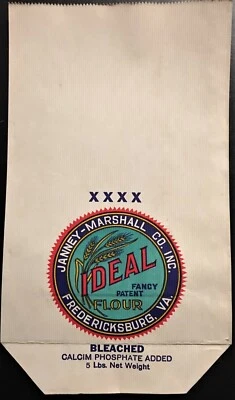 XXXX
JANNEY-MARSHALL CO. INC.
IDEAL
FANCY
PATENT
FLOUR
FREDERICKSBURG, VA.
BLEACHED
CALCIM PHOSPHATE ADDED
5 Lbs. Net Weight